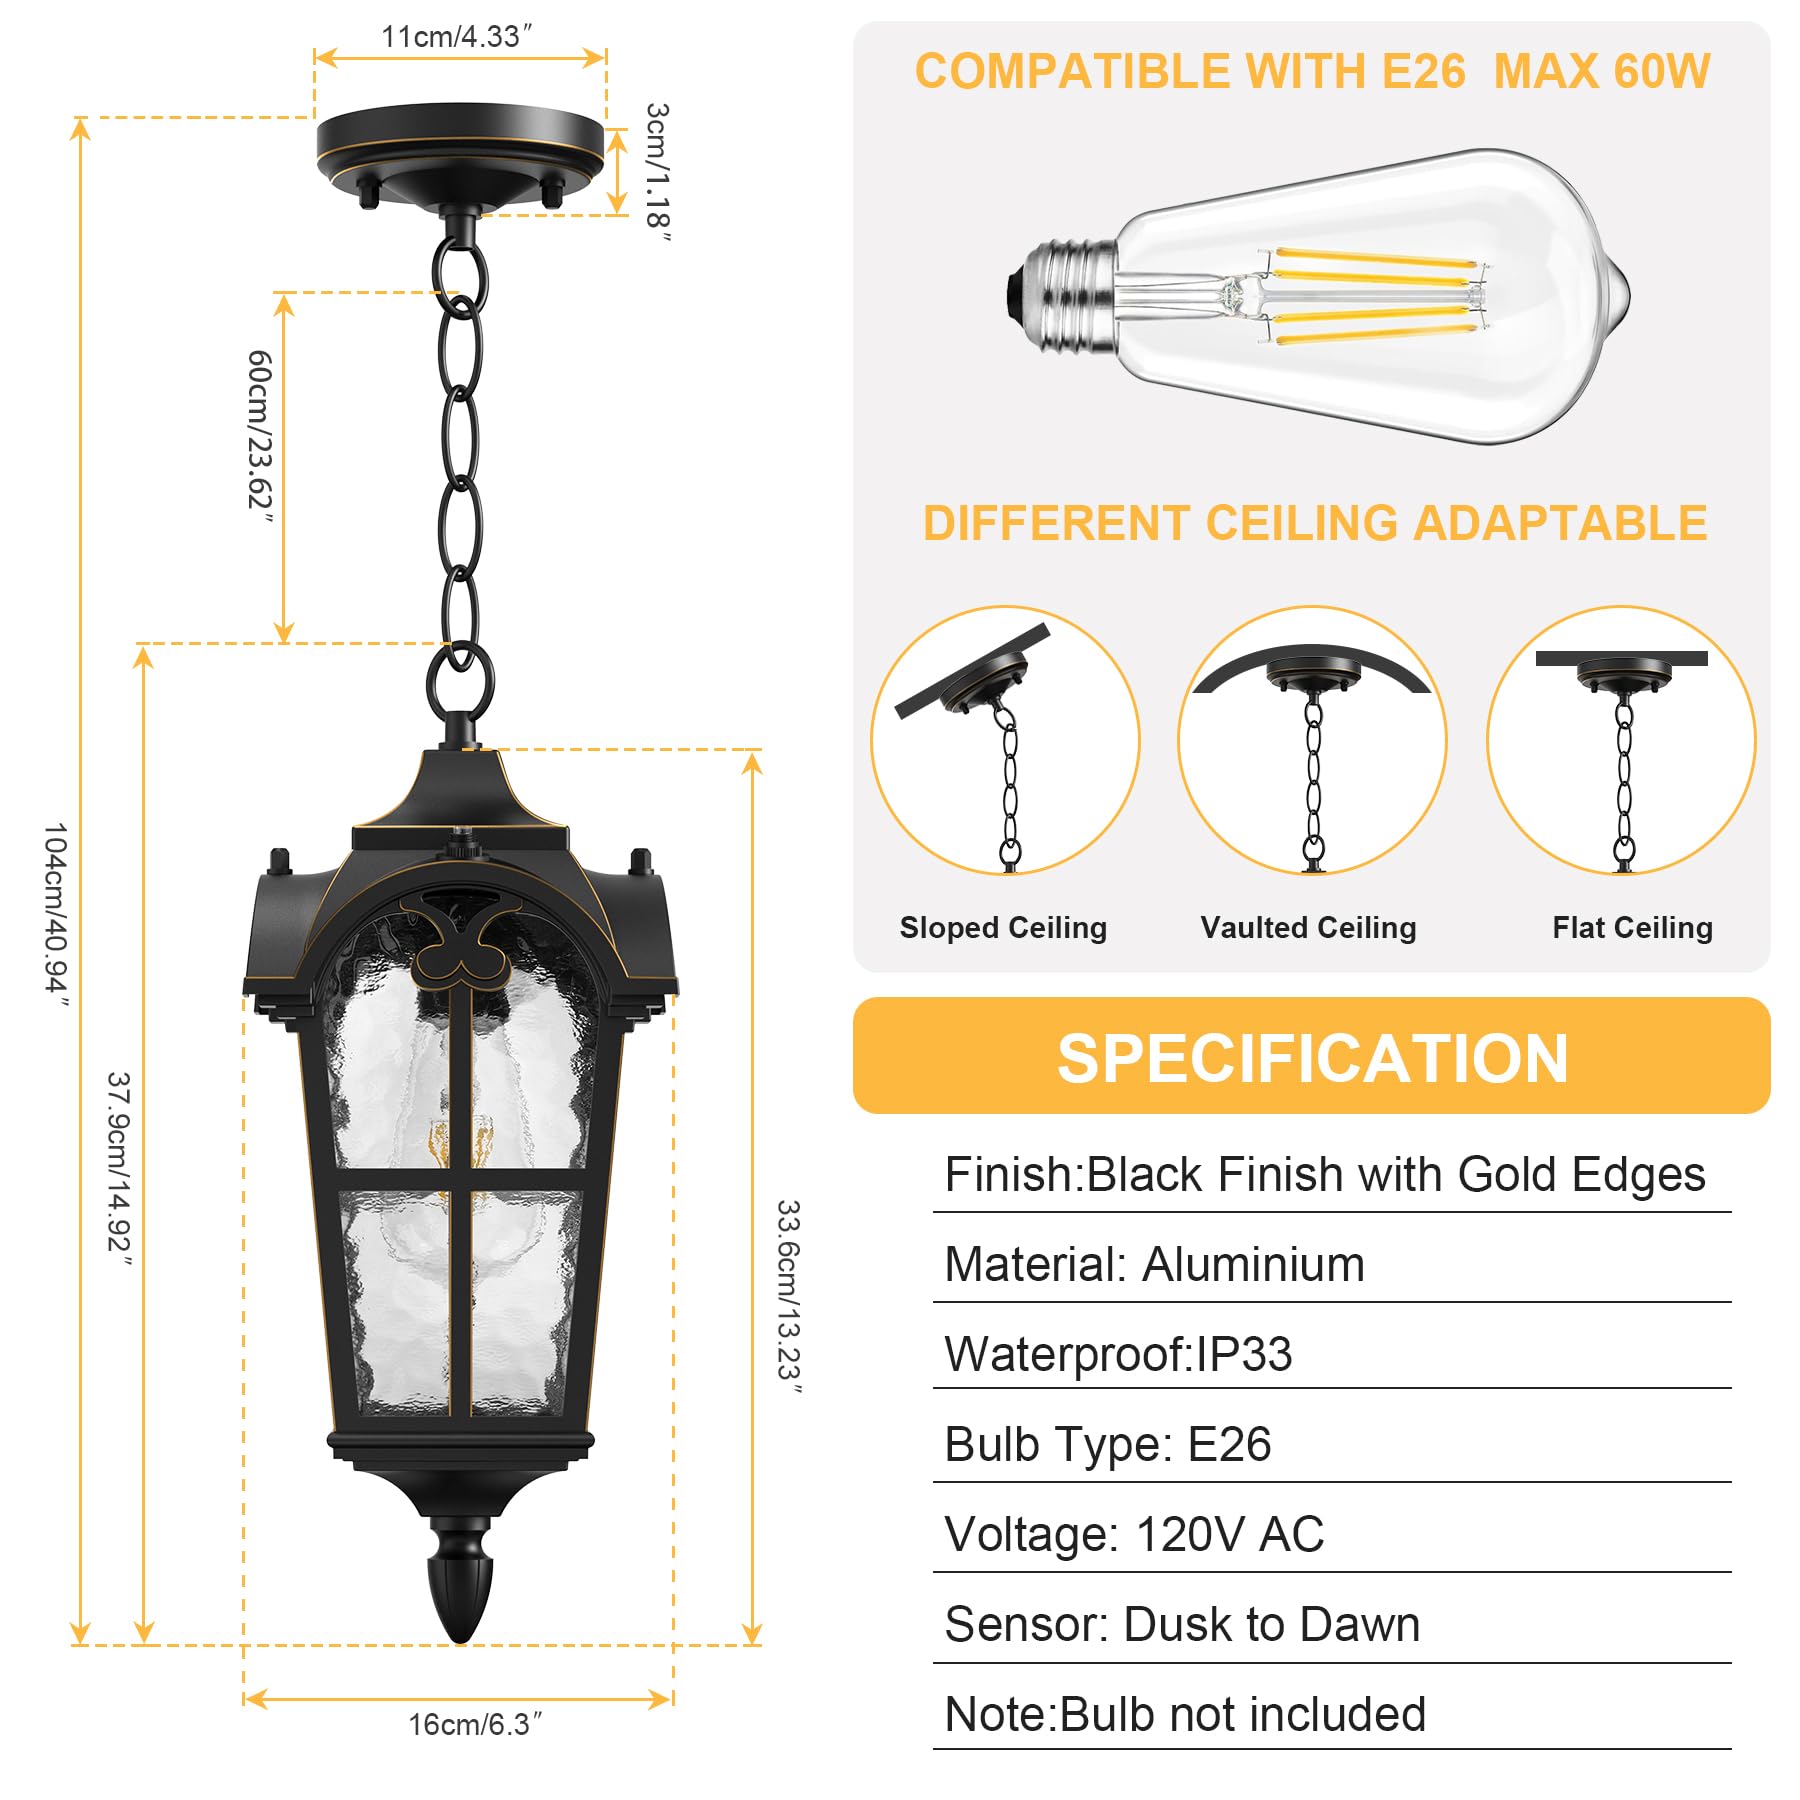 11cm/4.33″
3cm/1.18″
60cm/23.62″
104cm/40.94″
37.9cm/14.92″
33.6cm/13.23″
16cm/6.3″
COMPATIBLE WITH E26 MAX 60W
DIFFERENT CEILING ADAPTABLE
Sloped Ceiling
Vaulted Ceiling
Flat Ceiling
SPECIFICATION
Finish:Black Finish with Gold Edges
Material: Aluminium
Waterproof:IP33
Bulb Type: E26
Voltage: 120V AC
Sensor: Dusk to Dawn
Note:Bulb not included